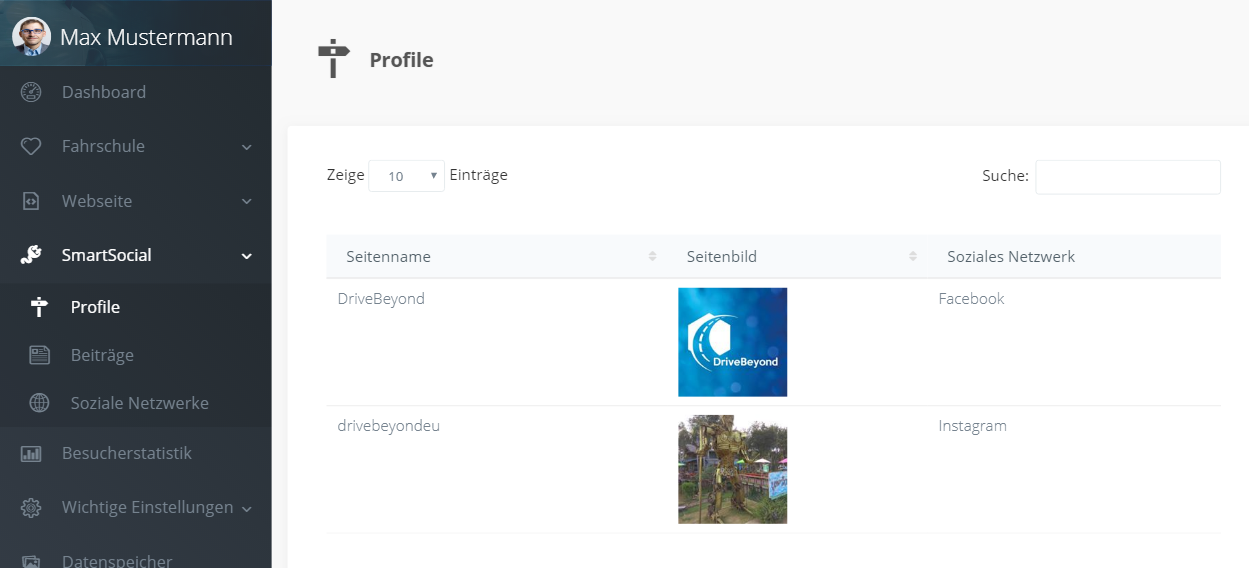 Max Mustermann
Dashboard
Fahrschule
Webseite
SmartSocial
Profile
Beiträge
Soziale Netzwerke
Besucherstatistik
Wichtige Einstellungen
Datenspeicher
Profile
Zeige 10 Einträge
Suche:
Seitenname Seitenbild Soziales Netzwerk
DriveBeyond Facebook
DriveBeyond
drivebeyondeu Instagram